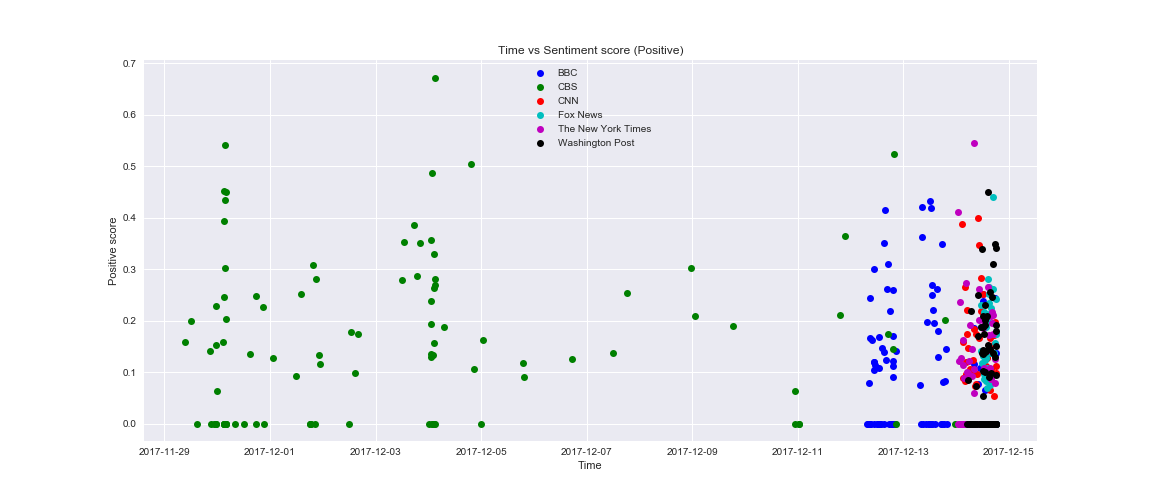 Time vs Sentiment score (Positive)
0.7
0.6
0.5
0.4
0.3
0.2
0.1
0.0
Positive score
BBC
CBS
CNN
Fox News
The New York Times
Washington Post
2017-11-29
2017-12-01
2017-12-03
2017-12-05
2017-12-07
2017-12-09
2017-12-11
2017-12-13
2017-12-15
Time